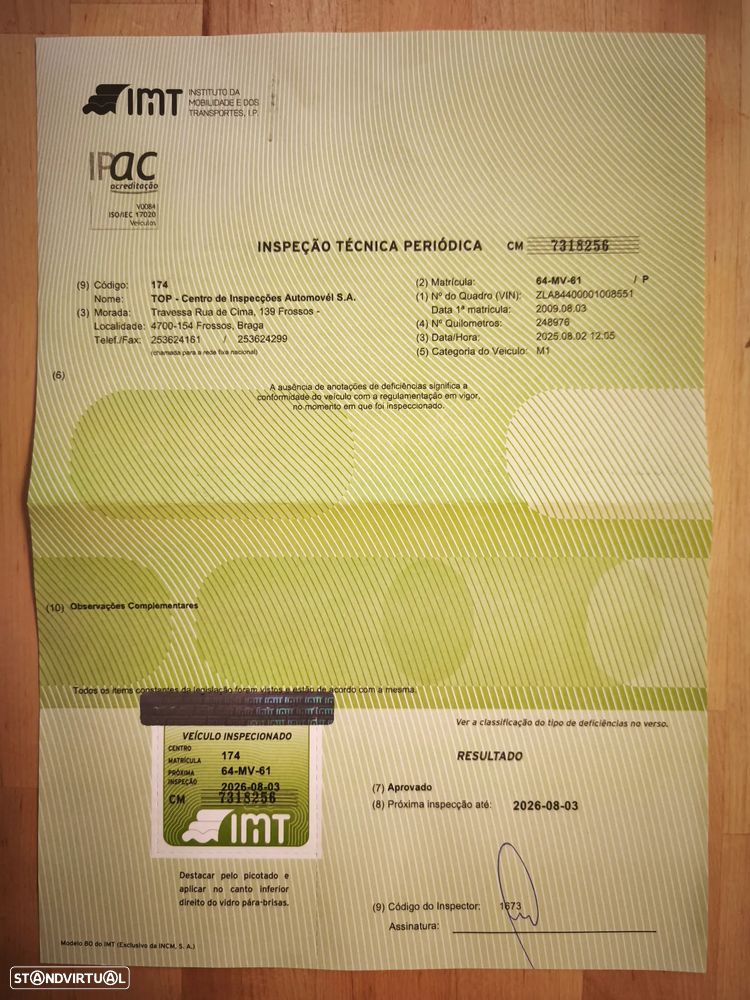 IMT INSTITUTO DA
MOBILIDADE E DOS
TRANSPORTES, I.P.
IPac
acreditação
V0084
ISO/IEC 17020
Veículos
INSPEÇÃO TÉCNICA PERIÓDICA CM 7318256
(9) Código: 174
Nome: TOP - Centro de Inspecções Automovél S.A.
(3) Morada: Travessa Rua de Cima, 139 Frossos -
Localidade: 4700-154 Frossos, Braga
Telef./Fax: 253624161 / 253624299
(chamada para a rede fixa nacional)
(2) Matrícula: 64-MV-61 / P
(1) Nº do Quadro (VIN): ZLA84400001008551
Data 1ª matricula: 2009.08.03
(4) Nº Quilometros: 248976
(3) Data/Hora: 2025.08.02 12.05
(5) Categoria do Veiculo: M1
(6)
A ausência de anotações de deficiências significa a
conformidade do veículo com a regulamentação em vigor,
no momento em que foi inspeccionado.
(10) Observações Complementares
Todos os items constantes da legislação foram vistos e estão de acordo com a mesma.
Ver a classificação do tipo de deficiências no verso.
VEÍCULO INSPECIONADO
CENTRO 174
MATRÍCULA 64-MV-61
PRÓXIMA
INSPEÇÃO 2026-08-03
CM 7318256
IMT
Destacar pelo picotado e
aplicar no canto inferior
direito do vidro pára-brisas.
RESULTADO
(7) Aprovado
(8) Próxima inspecção até: 2026-08-03
(9) Código do Inspector: 1673
Assinatura:
Modelo 80 do IMT (Exclusivo da INCM, S. A.)
STANDVIRTUAL